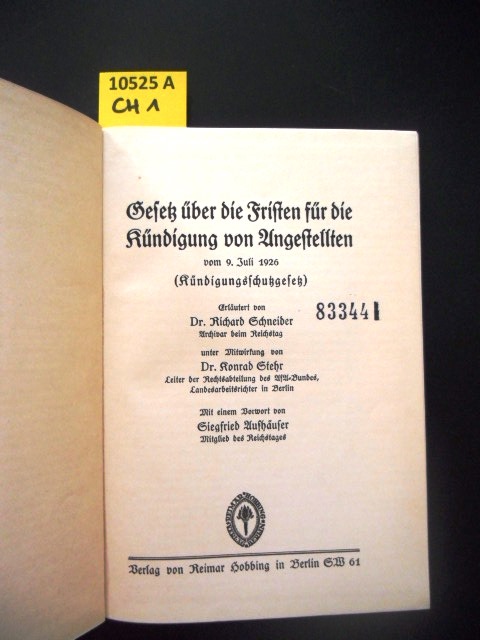 10525 A
CH 1
Gesetz über die Fristen für die
Kündigung von Angestellten
vom 9. Juli 1926
(Kündigungsschutzgesetz)
Erläutert von
Dr. Richard Schneider
Archivar beim Reichstag
83344
unter Mitwirkung von
Dr. Konrad Stehr
Leiter der Rechtsabteilung des AfA-Bundes,
Landesarbeitsrichter in Berlin
Mit einem Vorwort von
Siegfried Aufhäuser
Mitglied des Reichstages
Verlag von Reimar Hobbing in Berlin SW 61